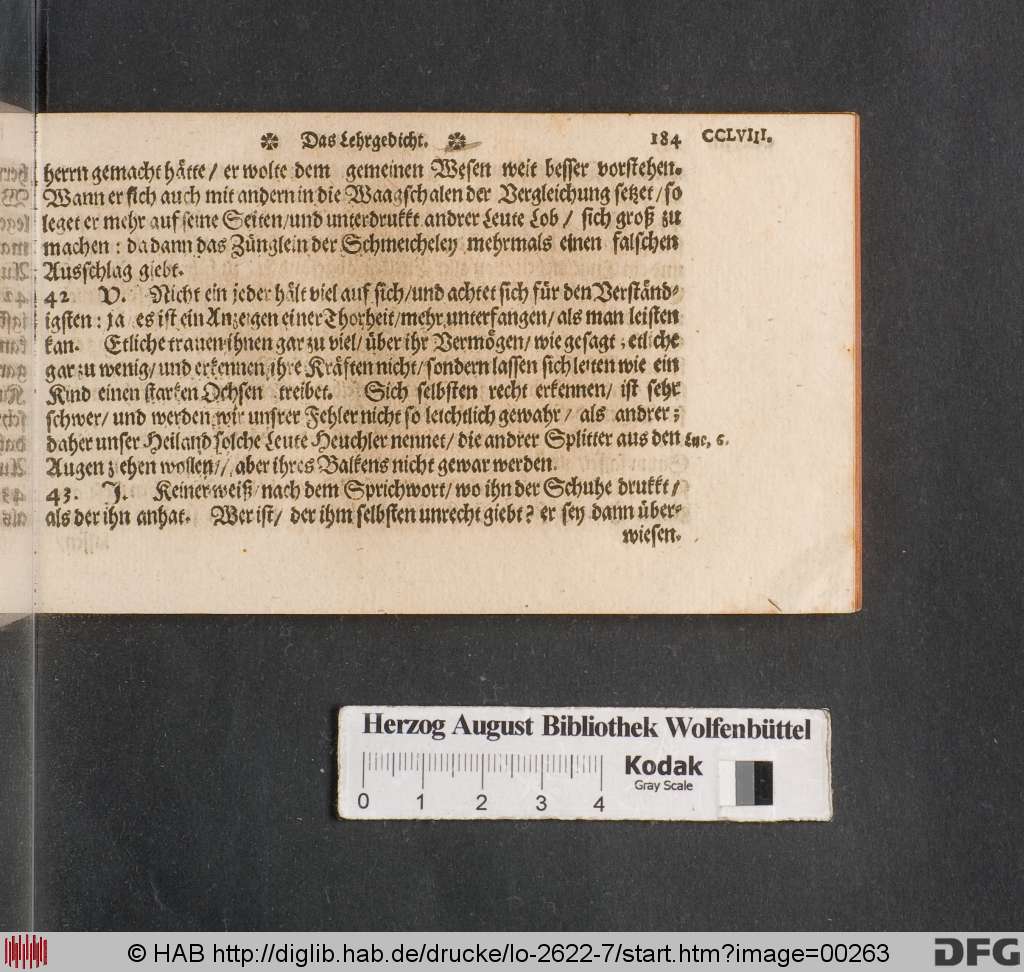 ✽ Das Lehrgedicht. ✽ 184 CCLVIII.
herrn gemacht hätte / er wolte dem gemeinen Wesen weit besser vorstehen.
Wann er sich auch mit andern in die Waagschalen der Vergleichung setzet / so
leget er mehr auf seine Seiten / und unterdrukkt andrer Leute Lob / sich groß zu
machen : da dann das Zünglein der Schmeicheley mehrmals einen falschen
Ausschlag giebt.
42 V. Nicht ein jeder hält viel auf sich / und achtet sich für den Verständ-
igsten : ja es ist ein Anzeigen einer Thorheit / mehr unterfangen / als man leisten
kan. Etliche trauen ihnen gar zu viel / über ihr Vermögen / wie gesagt ; etliche
gar zu wenig / und erkennen ihre Kräften nicht / sondern lassen sich leiten wie ein
Kind einen starken Ochsen treibet. Sich selbsten recht erkennen / ist sehr
schwer / und werden wir unsrer Fehler nicht so leichtlich gewahr / als andrer ;
daher unser Heiland solche Leute Heuchler nennet / die andrer Splitter aus den Luc, 6.
Augen ziehen wollen / aber ihres Balkens nicht gewar werden.
43. J. Keiner weiß / nach dem Sprichwort / wo ihn der Schuhe drukkt /
als der ihn anhat. Wer ist / der ihm selbsten unrecht giebt ? er sey dann über-
wiesen.
Herzog August Bibliothek Wolfenbüttel
Kodak
Gray Scale
0 1 2 3 4
© HAB http://diglib.hab.de/drucke/lo-2622-7/start.htm?image=00263
DFG